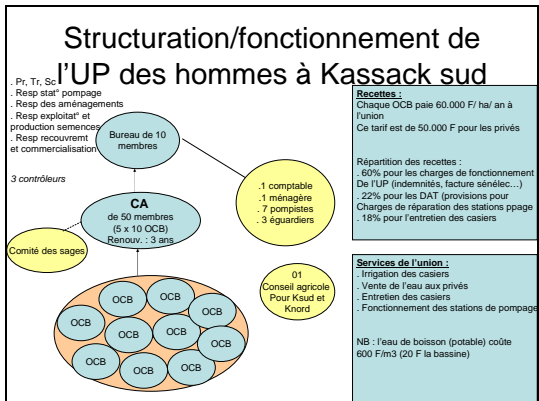 Structuration/fonctionnement de
l'UP des hommes à Kassack sud
. Pr, Tr, Sc
. Resp stat° pompage
. Resp des aménagements
. Resp exploitat° et
production semences
. Resp recouvremt
et commercialisation
3 contrôleurs
Bureau de 10
membres
CA
de 50 membres
(5 x 10 OCB)
Renouv. : 3 ans
Comité des sages
.1 comptable
.1 ménagère
. 7 pompistes
. 3 éguardiers
01
Conseil agricole
Pour Ksud et
Knord
OCB
OCB
OCB
OCB
OCB
OCB
OCB
OCB
OCB
OCB
Recettes :
Chaque OCB paie 60.000 F/ ha/ an à
l'union
Ce tarif est de 50.000 F pour les privés
Répartition des recettes :
. 60% pour les charges de fonctionnement
De l'UP (indemnités, facture sénélec…)
. 22% pour les DAT (provisions pour
Charges de réparation des stations ppage
. 18% pour l'entretien des casiers
Services de l'union :
. Irrigation des casiers
. Vente de l'eau aux privés
. Entretien des casiers
. Fonctionnement des stations de pompage
NB : l'eau de boisson (potable) coûte
600 F/m3 (20 F la bassine)